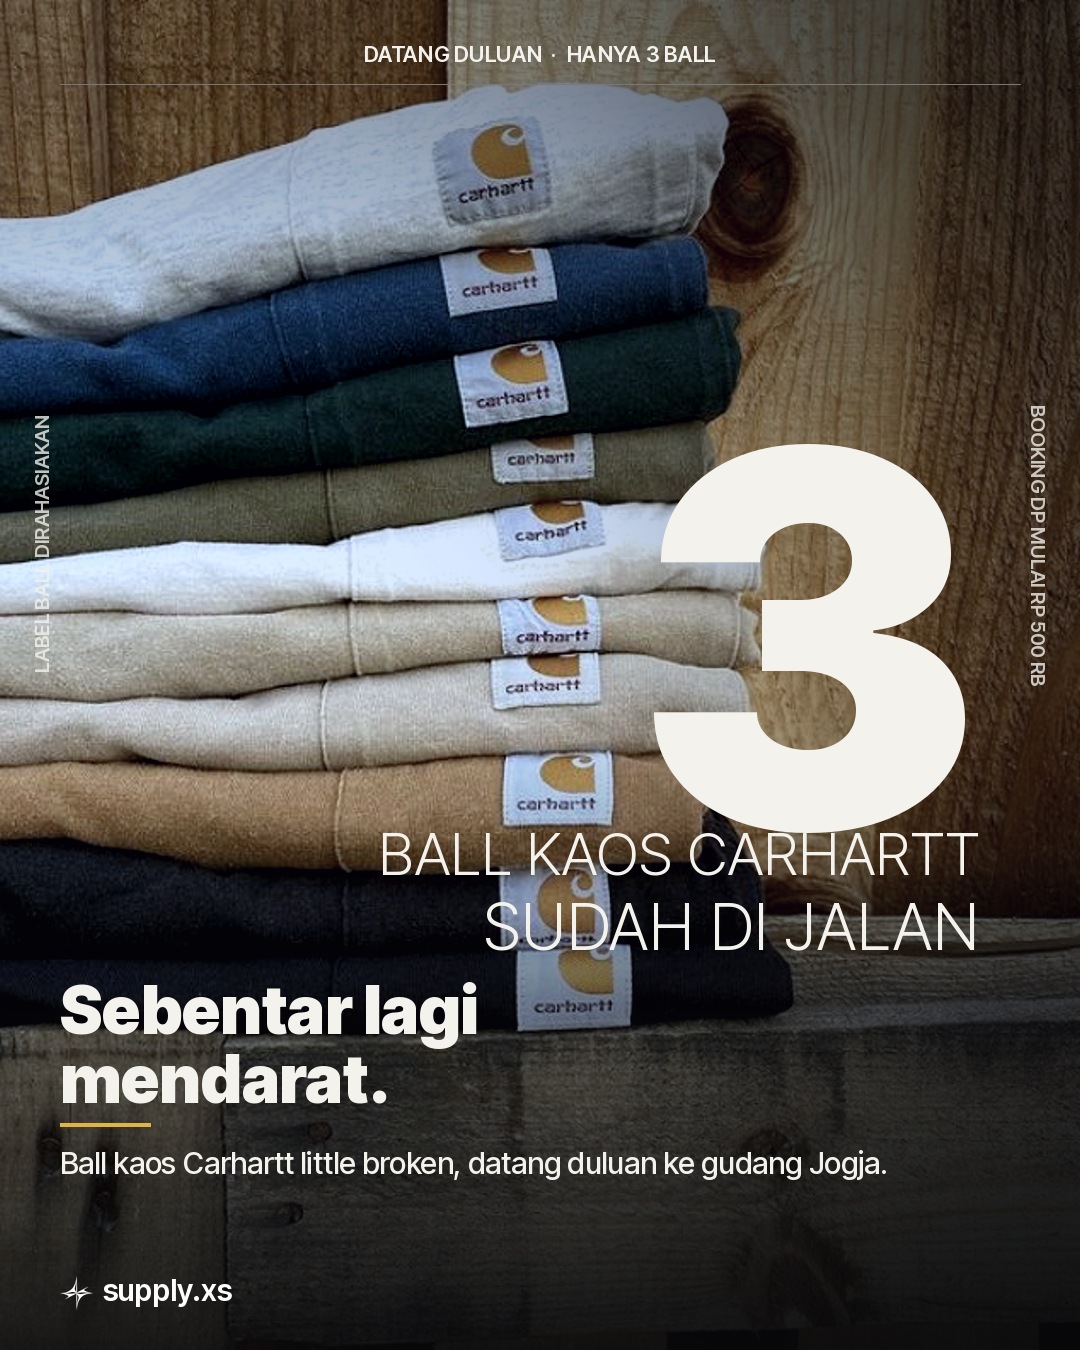 DATANG DULUAN · HANYA 3 BALL
carhartt
carhartt
carhartt
carhartt
carhartt
carhartt
carhartt
carhartt
carhartt
LABEL BALL DIRAHASIAKAN
BOOKING DP MULAI RP 500 RB
3
BALL KAOS CARHARTT
SUDAH DI JALAN
Sebentar lagi
mendarat.
Ball kaos Carhartt little broken, datang duluan ke gudang Jogja.
supply.xs